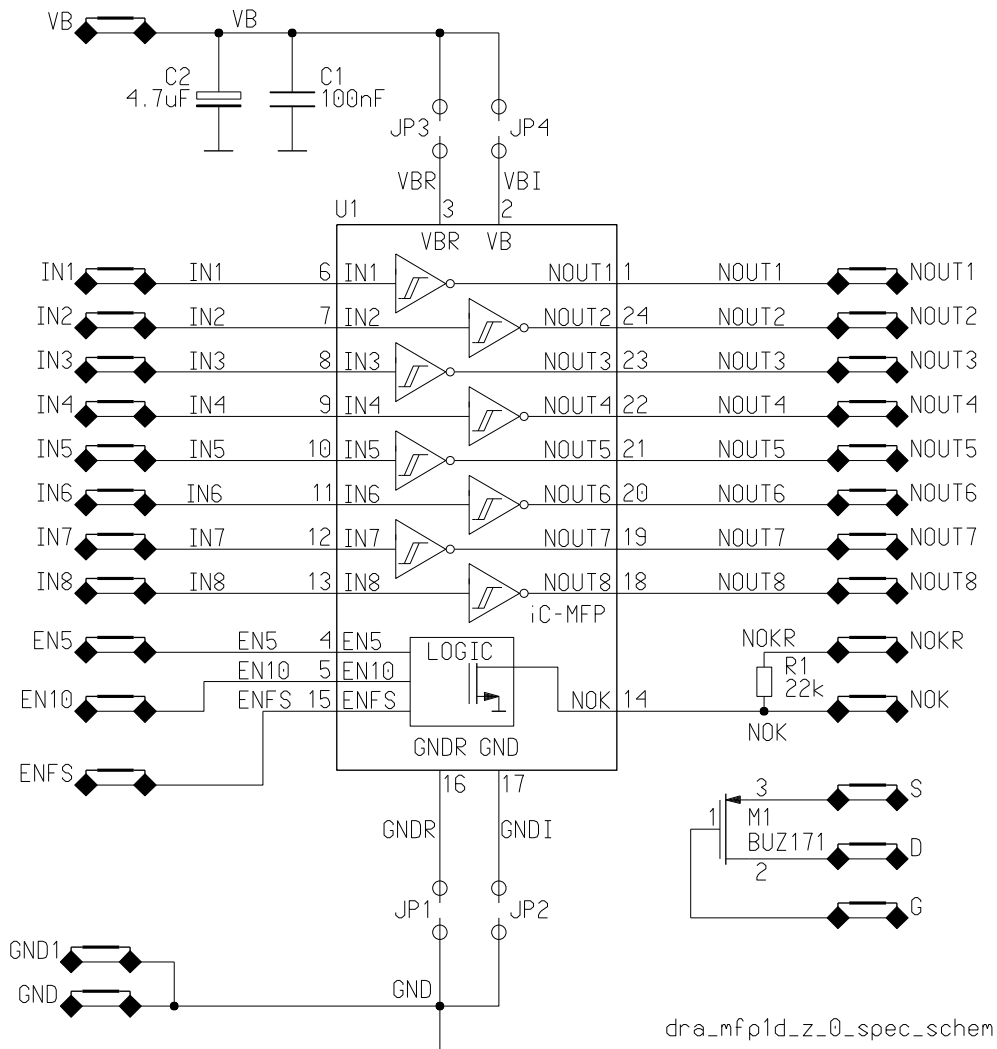 VB VB
C2 C1
4.7uF 100nF
JP3 JP4
VBR VBI
U1 3 2
VBR VB
IN1 IN1 6 IN1 NOUT1 1 NOUT1 NOUT1
IN2 IN2 7 IN2 NOUT2 24 NOUT2 NOUT2
IN3 IN3 8 IN3 NOUT3 23 NOUT3 NOUT3
IN4 IN4 9 IN4 NOUT4 22 NOUT4 NOUT4
IN5 IN5 10 IN5 NOUT5 21 NOUT5 NOUT5
IN6 IN6 11 IN6 NOUT6 20 NOUT6 NOUT6
IN7 IN7 12 IN7 NOUT7 19 NOUT7 NOUT7
IN8 IN8 13 IN8 NOUT8 18 NOUT8 NOUT8
iC-MFP
EN5 EN5 4 EN5 LOGIC NOKR NOKR
EN10 5 EN10 R1
22k
EN10 ENFS 15 ENFS NOK 14 NOK
NOK
GNDR GND
ENFS 16 17
3 S
1 M1
BUZ171
D
2
G
GNDR GNDI
JP1 JP2
GND1
GND GND
dra_mfp1d_z_0_spec_schem